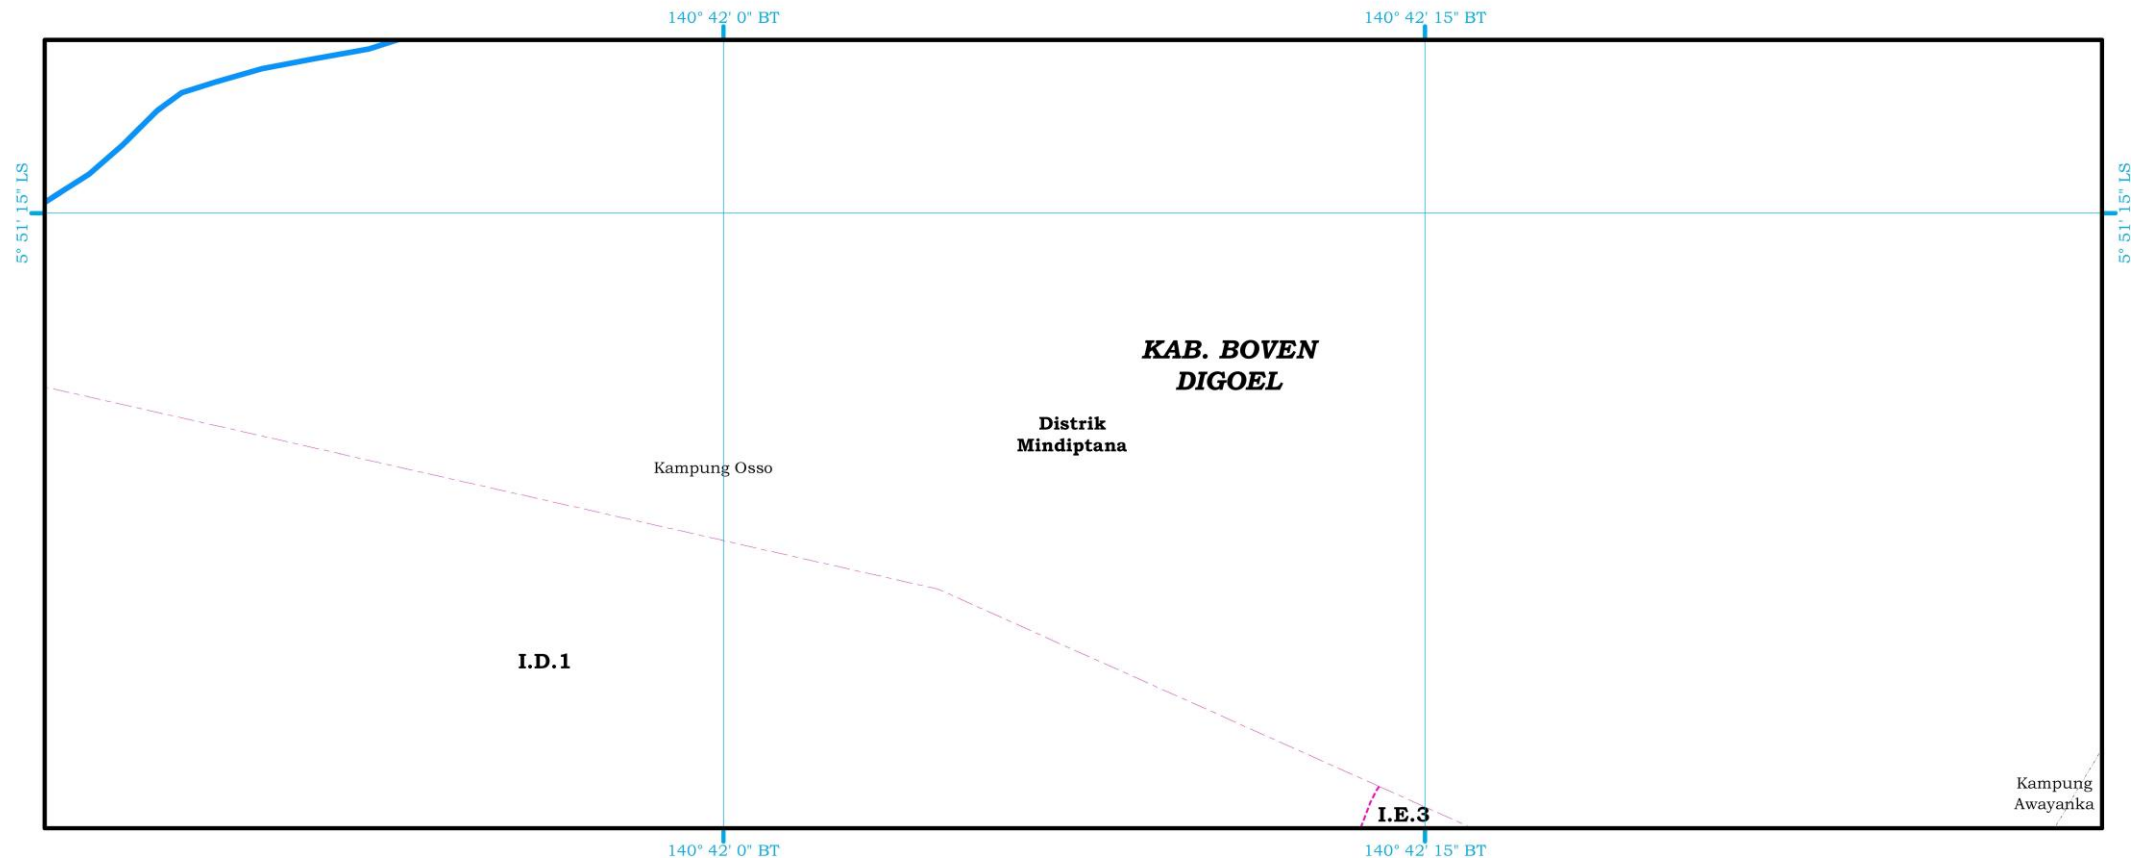 140° 42' 0" BT
140° 42' 15" BT
5° 51' 15" LS
5° 51' 15" LS
KAB. BOVEN
DIGOEL
Distrik
Mindiptana
Kampung Osso
I.D.1
Kampung
Awayanka
I.E.3
140° 42' 0" BT
140° 42' 15" BT